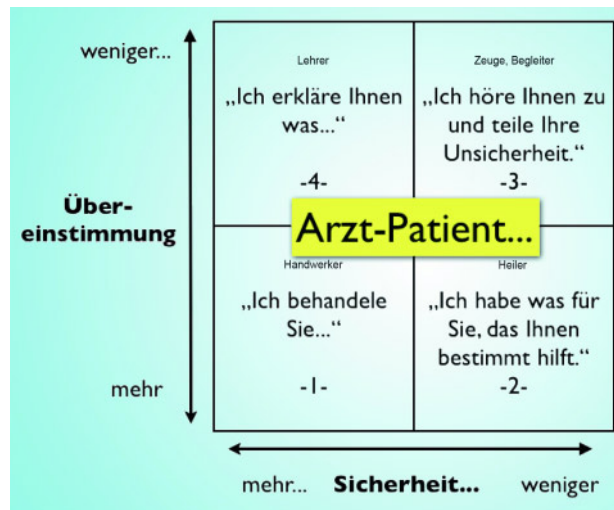 weniger...
Lehrer
„Ich erkläre Ihnen
was...“
-4-
Zeuge, Begleiter
„Ich höre Ihnen zu
und teile Ihre
Unsicherheit.“
-3-
Über-
einstimmung
Arzt-Patient...
Handwerker
„Ich behandele
Sie...“
-1-
Heiler
„Ich habe was für
Sie, das Ihnen
bestimmt hilft.“
-2-
mehr
mehr... Sicherheit... weniger